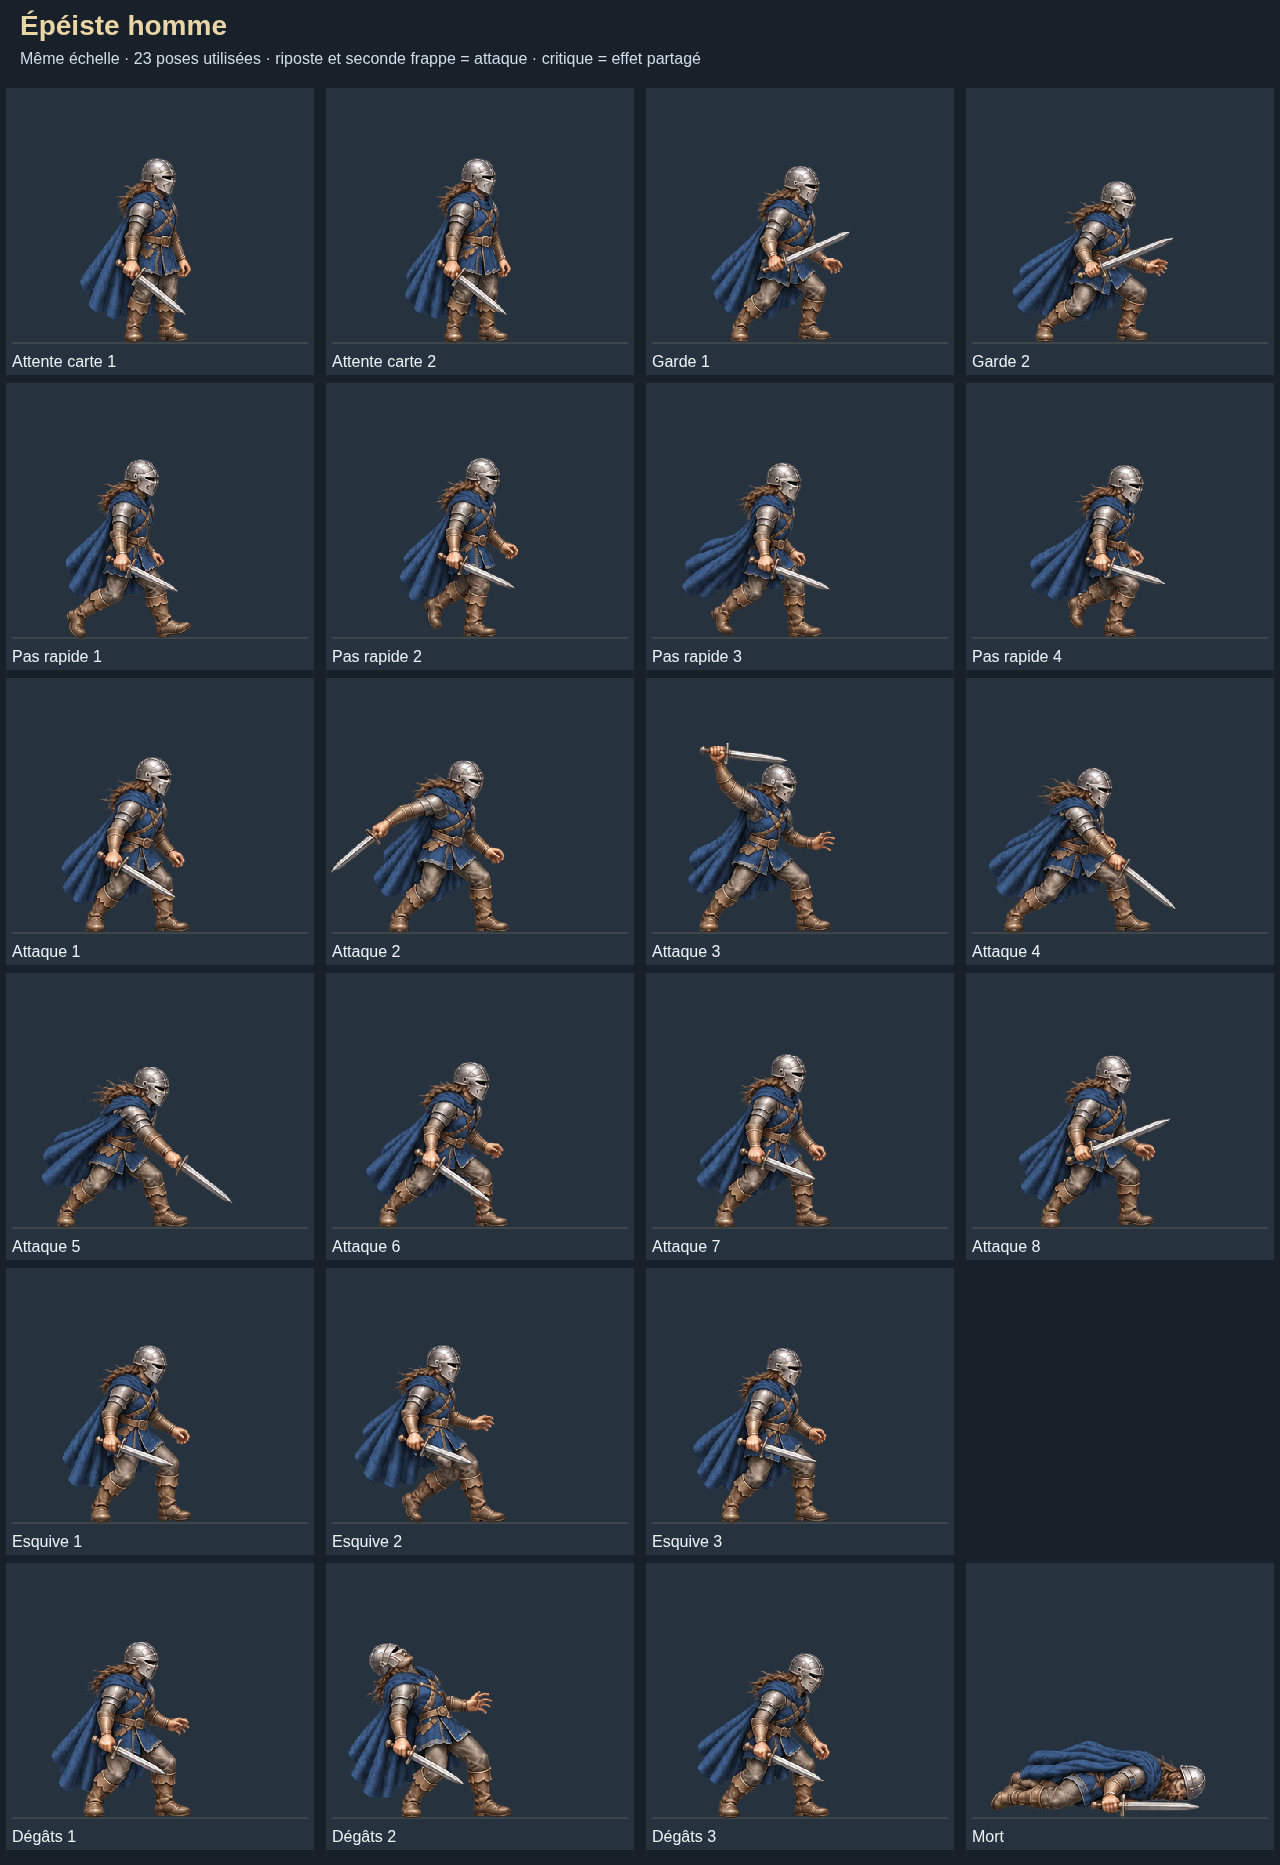 Épéiste homme
Même échelle · 23 poses utilisées · riposte et seconde frappe = attaque · critique = effet partagé
Attente carte 1
Attente carte 2
Garde 1
Garde 2
Pas rapide 1
Pas rapide 2
Pas rapide 3
Pas rapide 4
Attaque 1
Attaque 2
Attaque 3
Attaque 4
Attaque 5
Attaque 6
Attaque 7
Attaque 8
Esquive 1
Esquive 2
Esquive 3
Dégâts 1
Dégâts 2
Dégâts 3
Mort